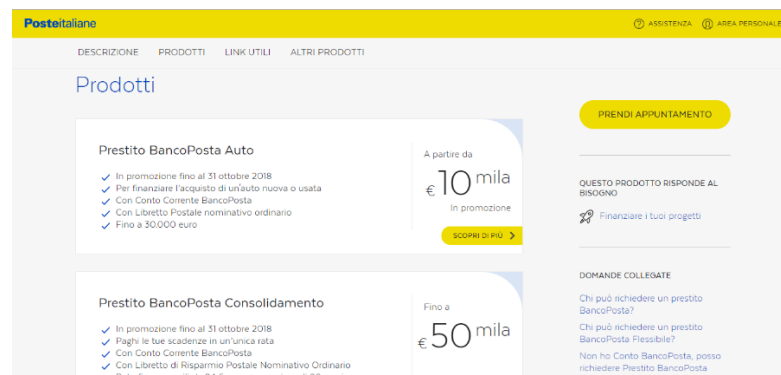 Posteitaliane
ASSISTENZA
AREA PERSONALE
DESCRIZIONE PRODOTTI LINK UTILI ALTRI PRODOTTI
Prodotti
Prestito BancoPosta Auto
In promozione fino al 31 ottobre 2018
Per finanziare l'acquisto di un'auto nuova o usata
Con Conto Corrente BancoPosta
Con Libretto Postale nominativo ordinario
Fino a 30.000 euro
A partire da
€10 mila
In promozione
SCOPRI DI PIÙ
Prestito BancoPosta Consolidamento
In promozione fino al 31 ottobre 2018
Paghi le tue scadenze in un'unica rata
Con Conto Corrente BancoPosta
Con Libretto di Risparmio Postale Nominativo Ordinario
Fino a
€50 mila
PRENDI APPUNTAMENTO
QUESTO PRODOTTO RISPONDE AL
BISOGNO
Finanziare i tuoi progetti
DOMANDE COLLEGATE
Chi può richiedere un prestito
BancoPosta?
Chi può richiedere un prestito
BancoPosta Flessibile?
Non ho Conto BancoPosta, posso
richiedere Prestito BancoPosta